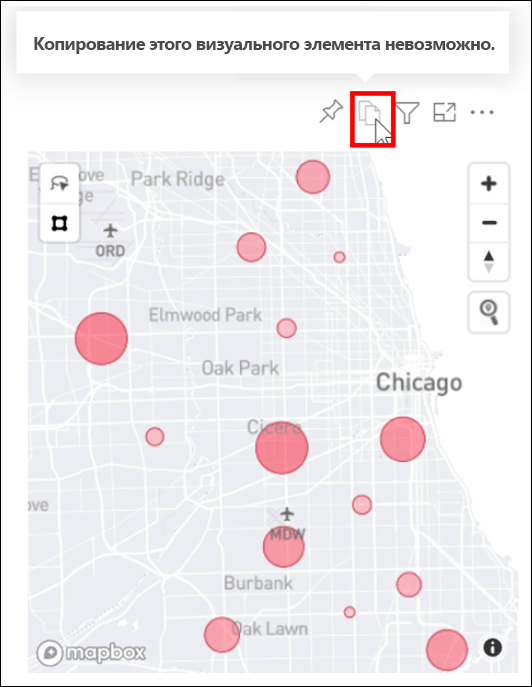 Копирование этого визуального элемента невозможно.
Park Ridge
ORD
Elmwood Park
Oak Park
Chicago
Cicero
ove
MDW
Burbank
Oak Lawn
mapbox